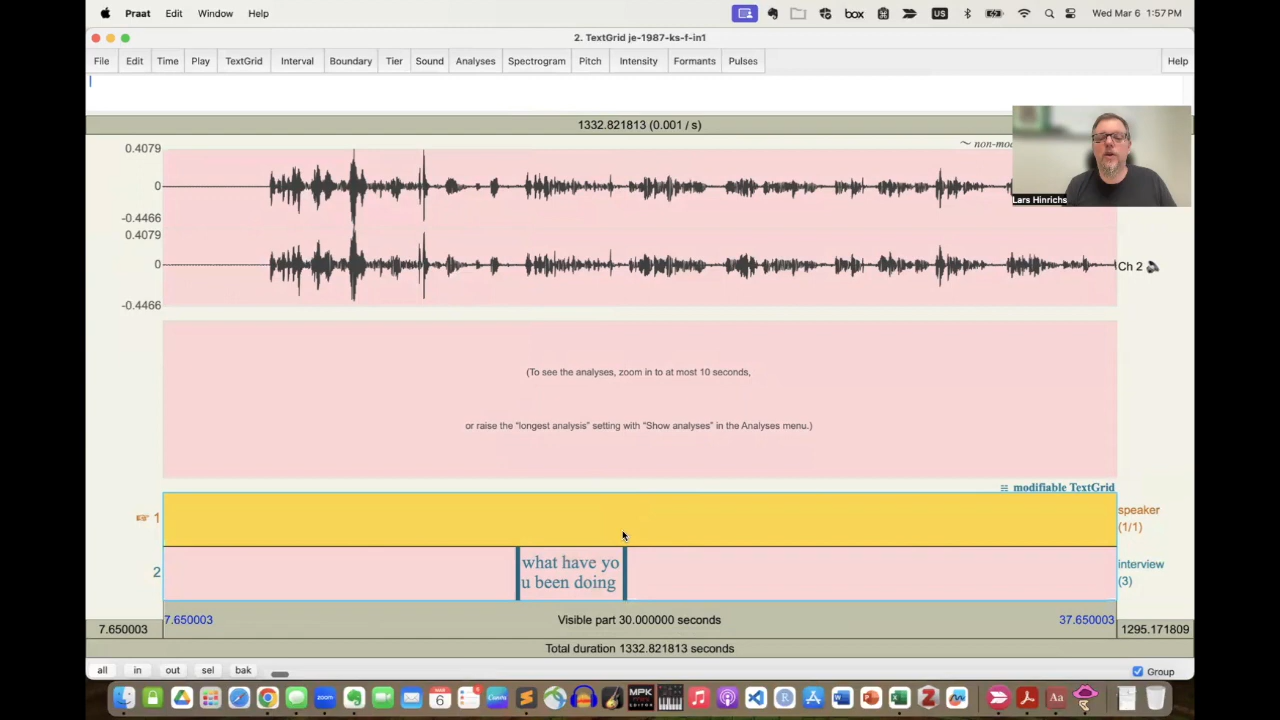 Praat Edit Window Help
box US Wed Mar 6 1:57PM
2. TextGrid je-1987-ks-f-in1
File Edit Time Play TextGrid Interval Boundary Tier Sound Analyses Spectrogram Pitch Intensity Formants Pulses Help
1332.821813 (0.001 / s)
0.4079
0
-0.4466
0.4079
0
-0.4466
Lars Hinrichs
Ch 2
(To see the analyses, zoom in to at most 10 seconds,
or raise the "longest analysis" setting with "Show analyses" in the Analyses menu.)
modifiable TextGrid
1
speaker
(1/1)
2
what have yo
u been doing
interview
(3)
7.650003 Visible part 30.000000 seconds 37.650003
7.650003 1295.171809
Total duration 1332.821813 seconds
all in out sel bak Group